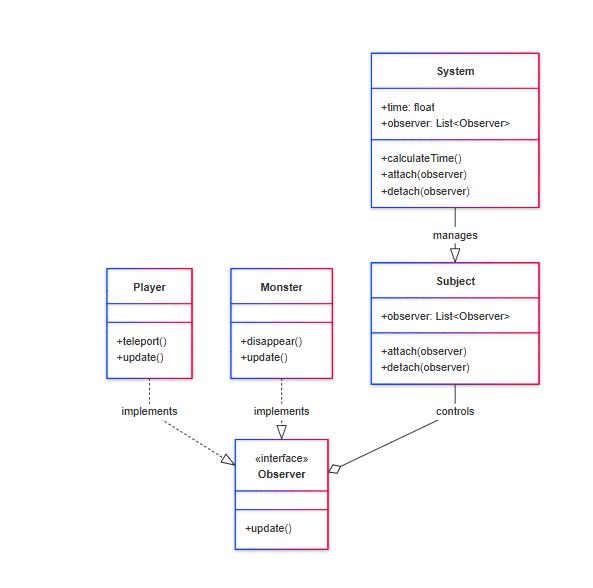 System
+time: float
+observer: List<Observer>
+calculateTime()
+attach(observer)
+detach(observer)
manages
Player
+teleport()
+update()
Monster
+disappear()
+update()
Subject
+observer: List<Observer>
+attach(observer)
+detach(observer)
implements
implements
controls
«interface»
Observer
+update()